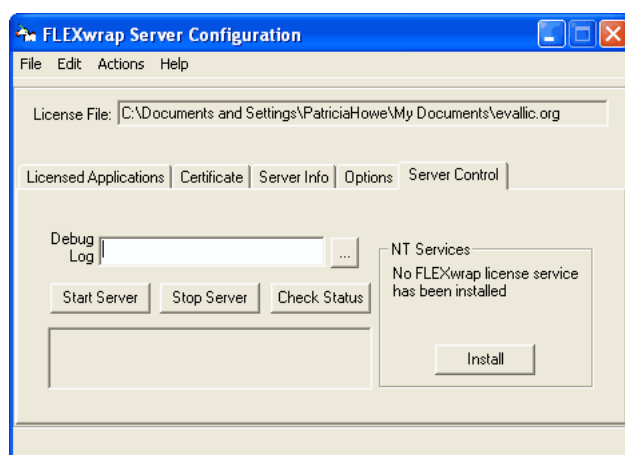 FLEXwrap Server Configuration
File Edit Actions Help
License File: C:\Documents and Settings\PatriciaHowe\My Documents\evallic.org
Licensed Applications Certificate Server Info Options Server Control
Debug
Log
...
Start Server Stop Server Check Status
NT Services
No FLEXwrap license service
has been installed
Install